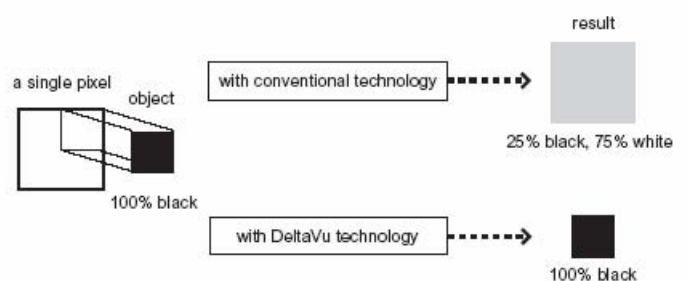 result
a single pixel
object
with conventional technology
25% black, 75% white
100% black
with DeltaVu technology
100% black